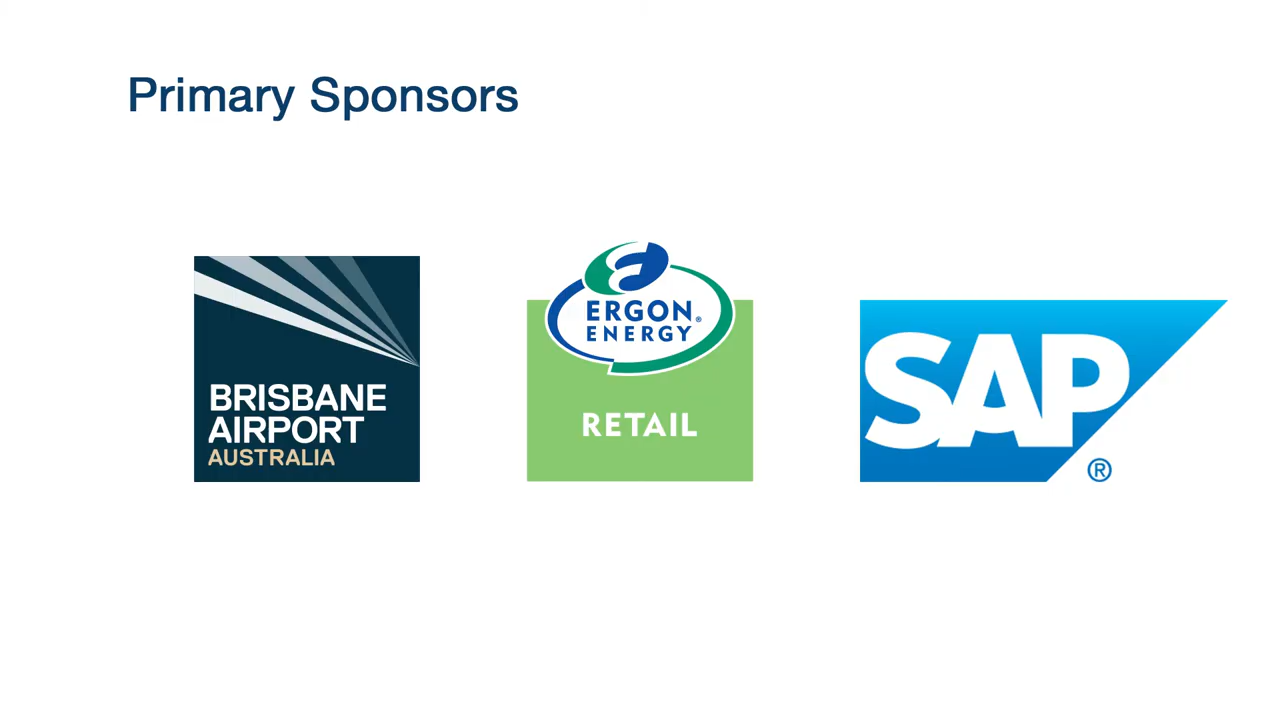 Primary Sponsors
BRISBANE
AIRPORT
AUSTRALIA
ERGON®
ENERGY
RETAIL
SAP
®